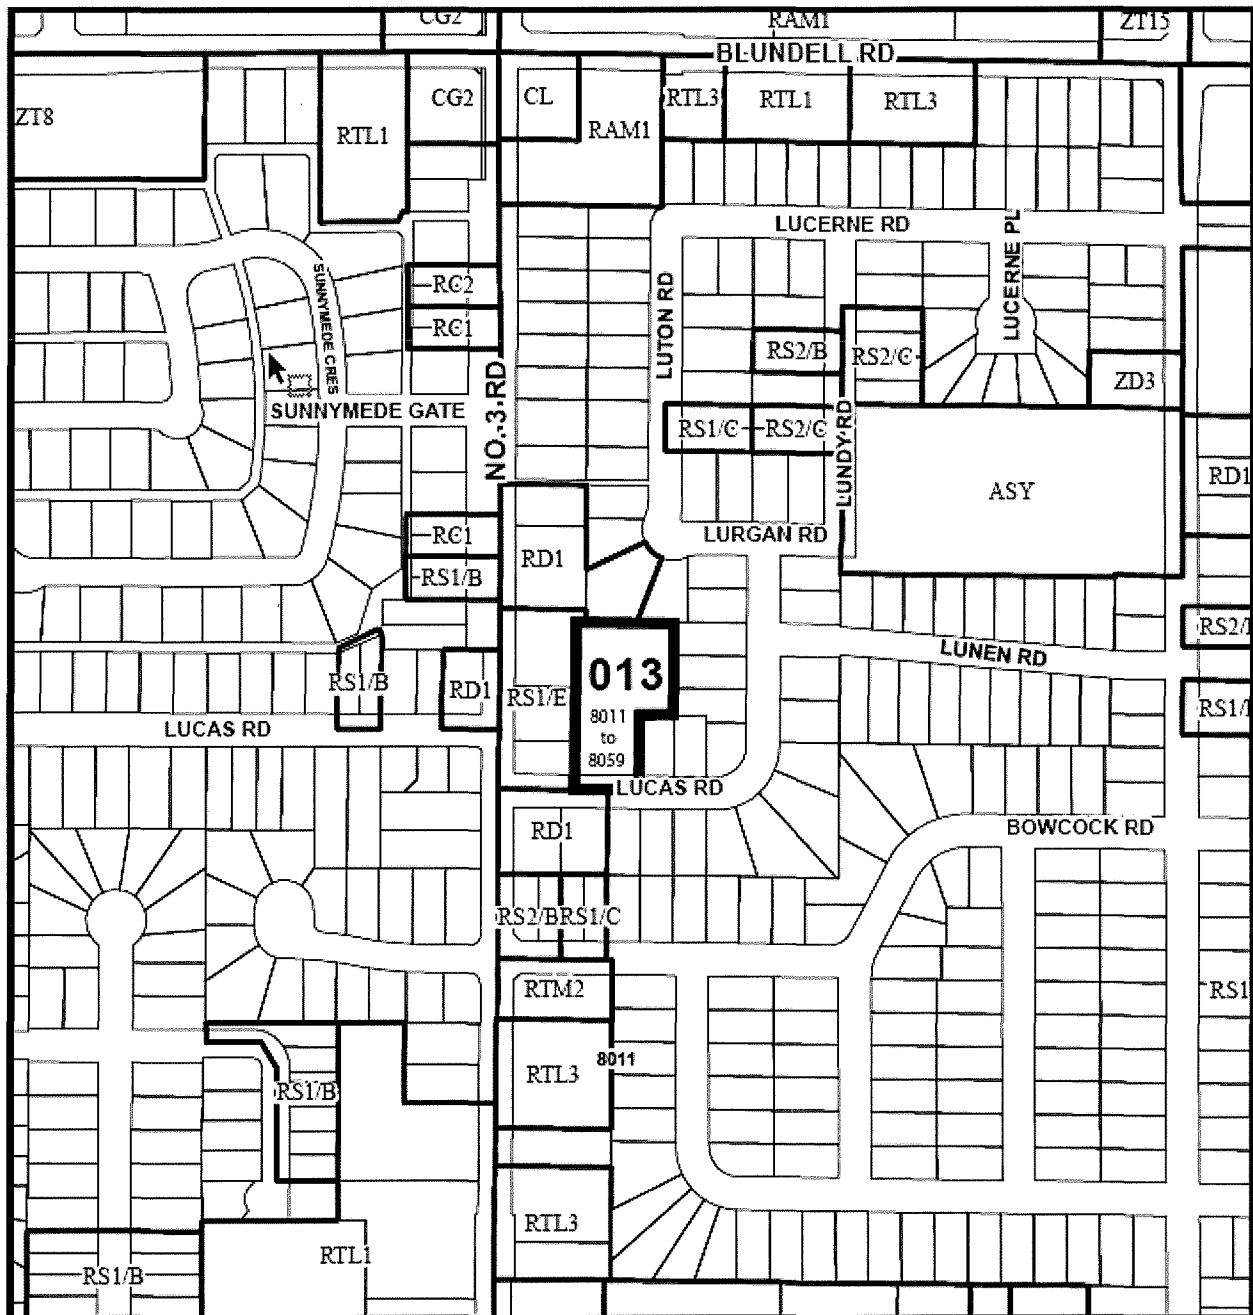 CG2
RAM1
ZT15
BLUNDELL RD
ZT8
RTL1
CG2
CL
RAM1
RTL3
RTL1
RTL3
LUCERNE RD
LUCERNE PL
SUNNYMEDE CRES
RC2
RC1
LUTON RD
RS2/B
RS2/C
ZD3
SUNNYMEDE GATE
NO. 3 RD
RS1/C
RS2/C
LUNDY RD
ASY
RD1
RC1
RS1/B
RD1
LURGAN RD
RS2/
LUNEN RD
RS1/B
RD1
RS1/E
013
8011
to
8059
RS1/
LUCAS RD
LUCAS RD
RD1
BOWCOCK RD
RS2/B
RS1/C
RTM2
RS1
RTL3
8011
RS1/B
RTL3
RTL1
RS1/B